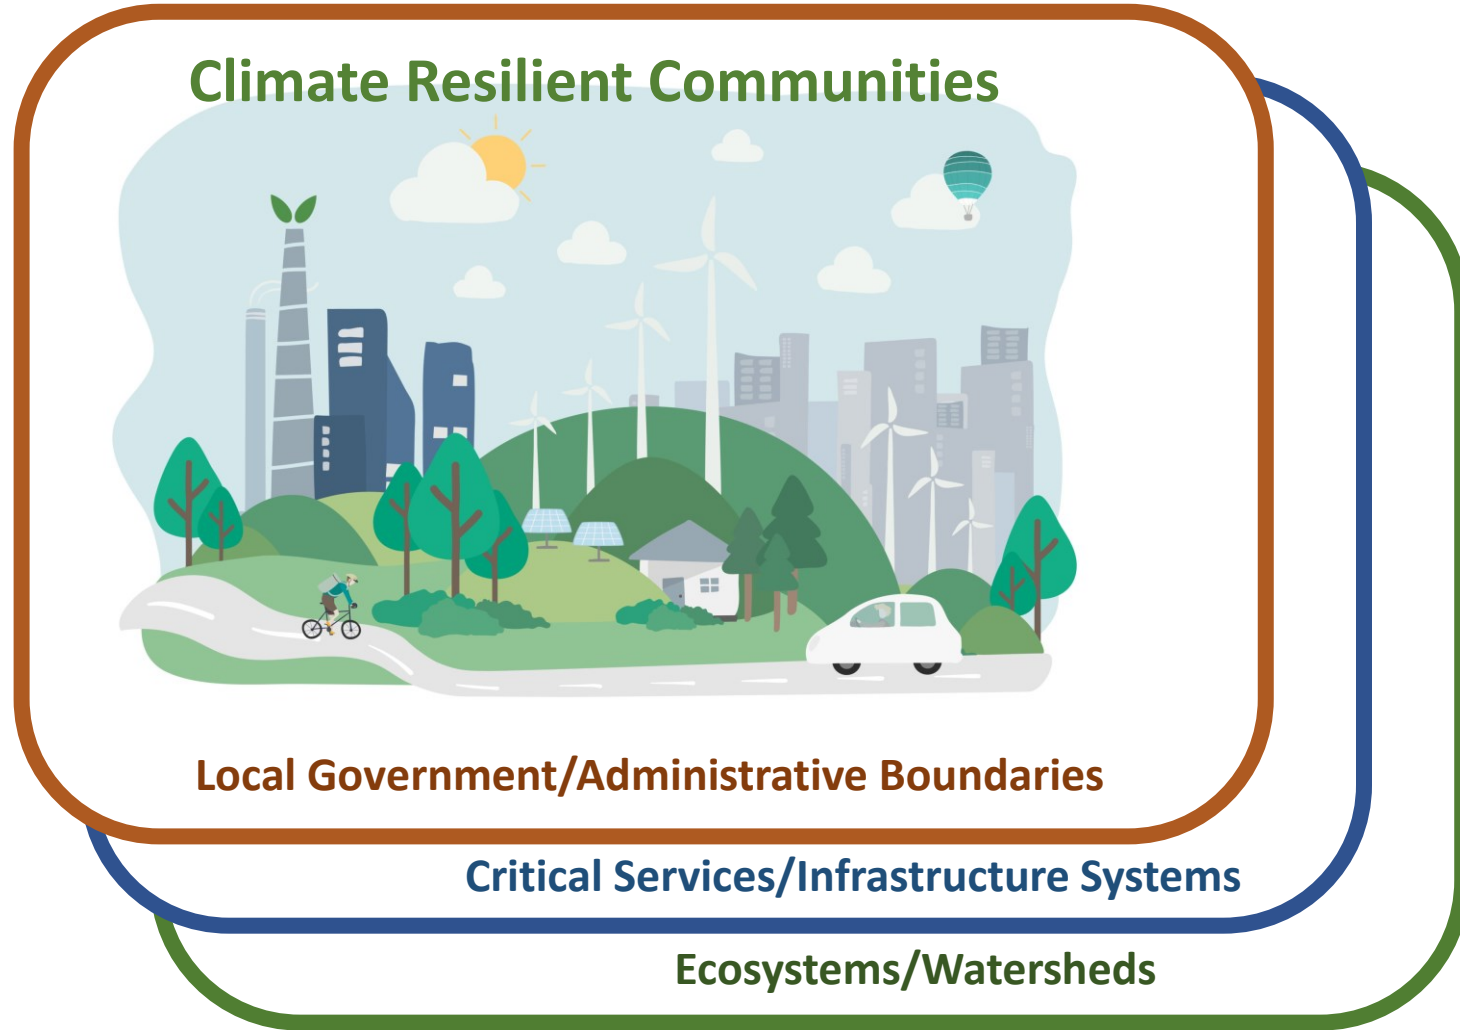 Climate Resilient Communities
Local Government/Administrative Boundaries
Critical Services/Infrastructure Systems
Ecosystems/Watersheds